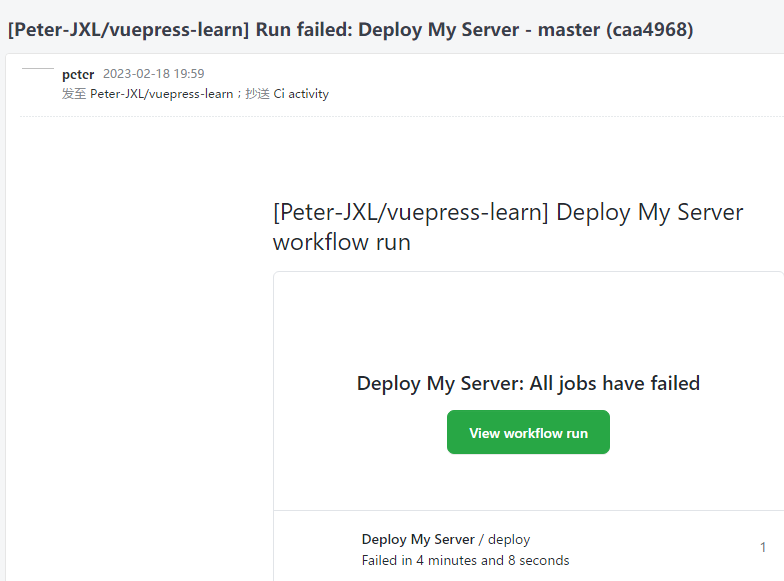 [Peter-JXL/vuepress-learn] Run failed: Deploy My Server - master (caa4968)
peter 2023-02-18 19:59
发至 Peter-JXL/vuepress-learn；抄送 Ci activity
[Peter-JXL/vuepress-learn] Deploy My Server
workflow run
Deploy My Server: All jobs have failed
View workflow run
Deploy My Server / deploy
1
Failed in 4 minutes and 8 seconds